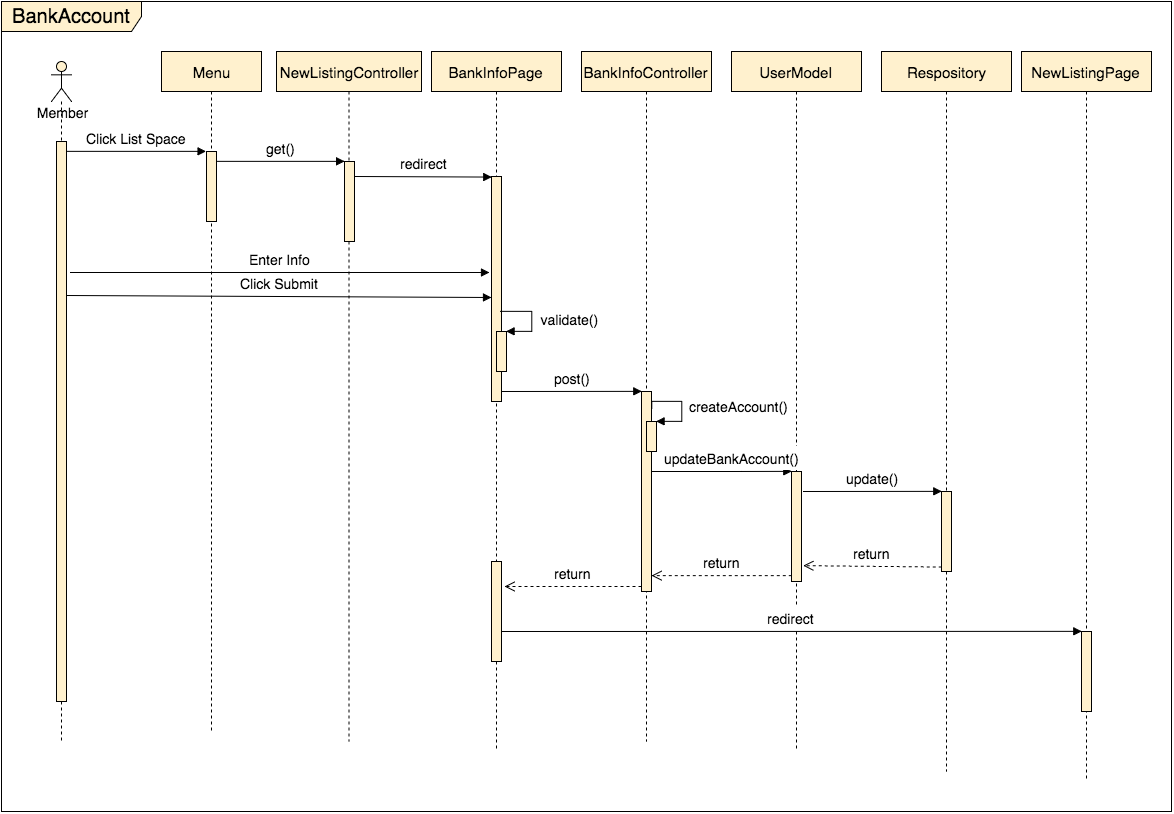 BankAccount
Member
Menu
NewListingController
BankInfoPage
BankInfoController
UserModel
Respository
NewListingPage
Click List Space
get()
redirect
Enter Info
Click Submit
validate()
post()
createAccount()
updateBankAccount()
update()
return
return
return
redirect